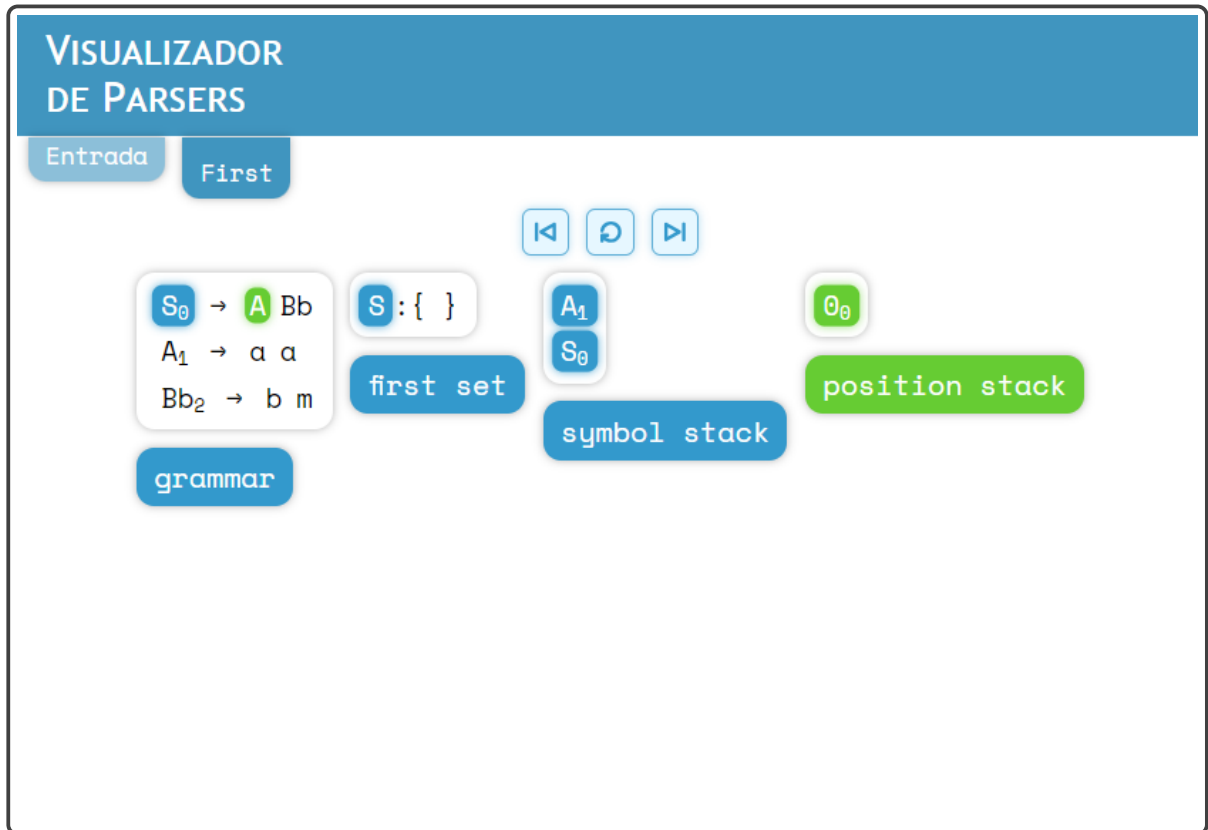 VISUALIZADOR
DE PARSERS
Entrada
First
S₀ → A Bb
A₁ → a a
Bb₂ → b m
grammar
S:{ }
first set
A₁
S₀
symbol stack
0₀
position stack